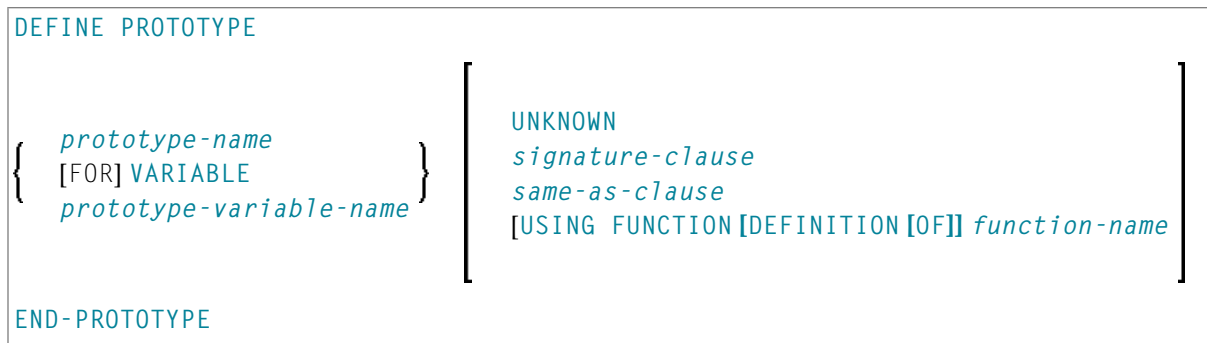 DEFINE PROTOTYPE
prototype-name
[FOR] VARIABLE
prototype-variable-name
UNKNOWN
signature-clause
same-as-clause
[USING FUNCTION [DEFINITION [OF]] function-name
END-PROTOTYPE